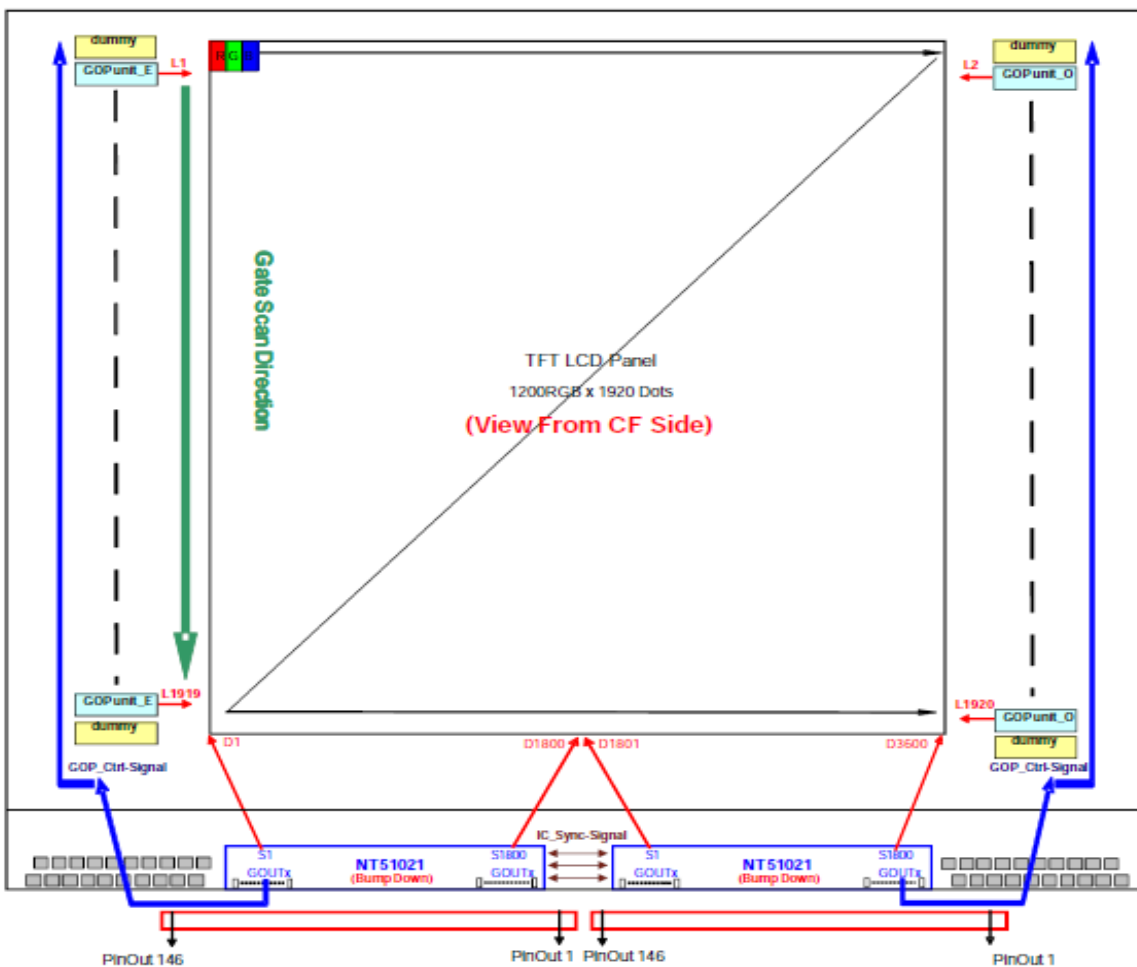 dummy
dummy
GOPunit_E
L1
R G B
L2
GOPunit_O
Gate Scan Direction
TFT LCD Panel
1200RGB x 1920 Dots
(View From CF Side)
GOPunit_E
L1919
L1920
GOPunit_O
dummy
dummy
D1
D1800
D1801
D3600
GOP_Ctrl-Signal
GOP_Ctrl-Signal
IC_Sync-Signal
S1
S1800
S1
S1800
NT51021
NT51021
GOUTx
(Bump Down)
GOUTx
GOUTx
(Bump Down)
GOUTx
PinOut 146
PinOut 1
PinOut 146
PinOut 1